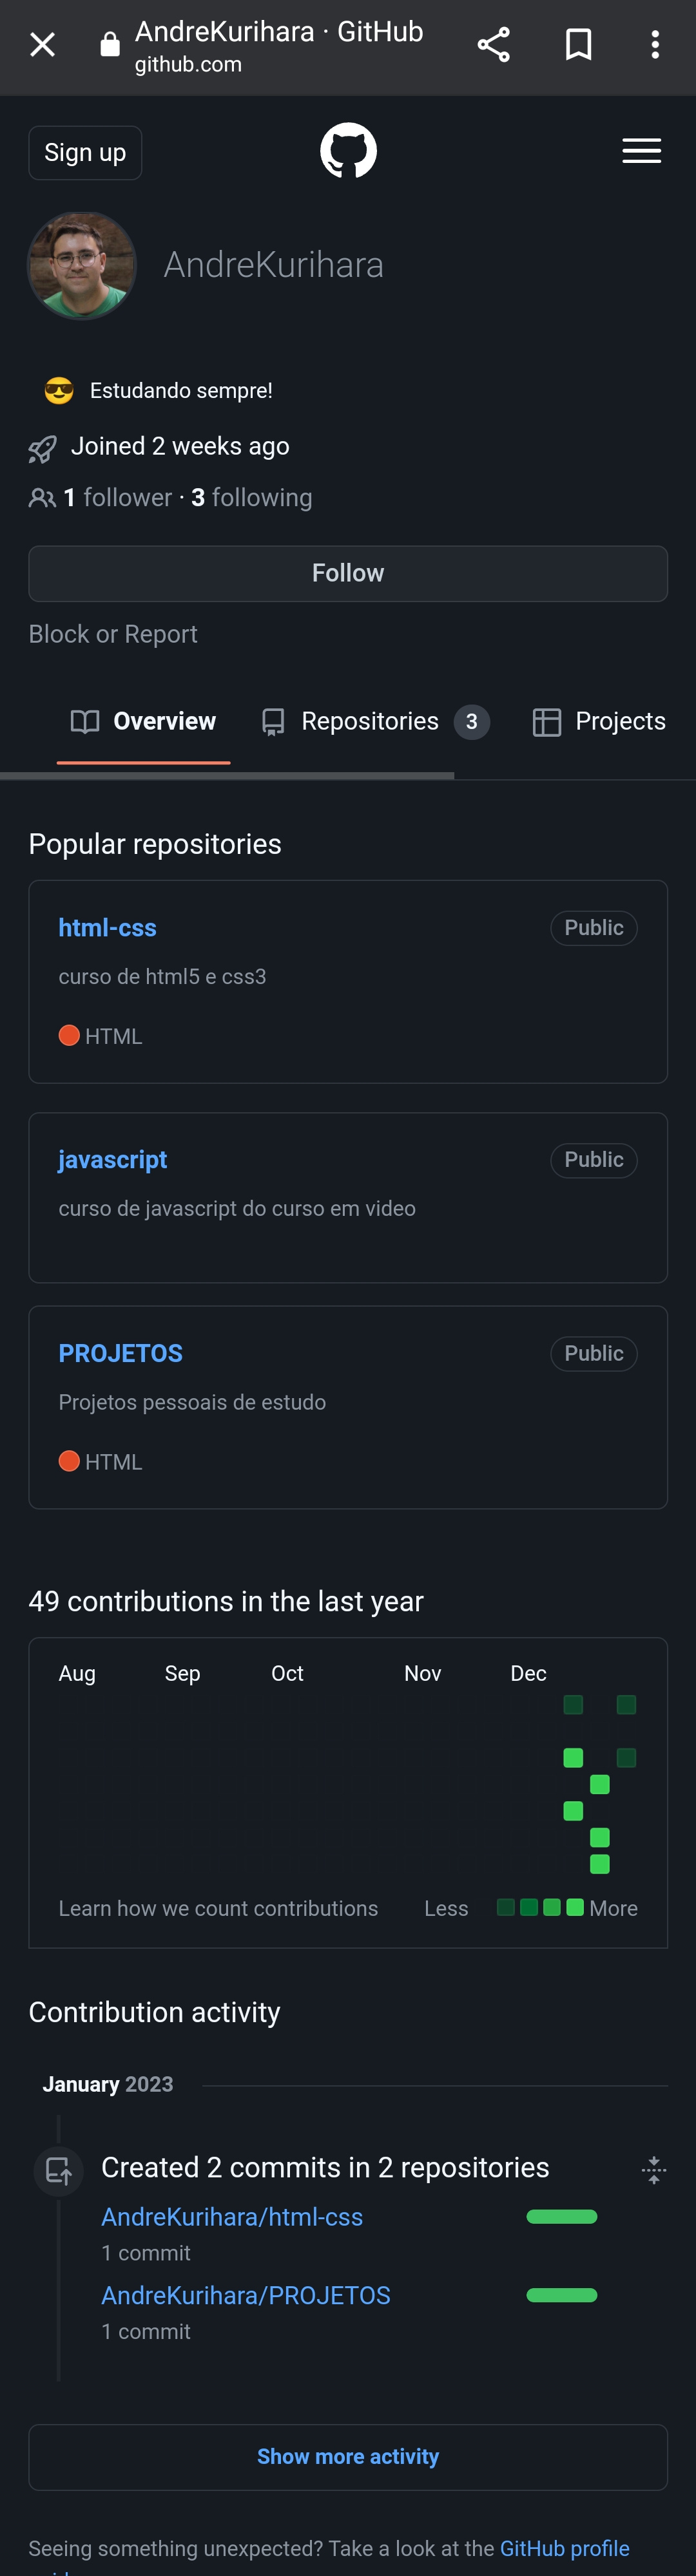 AndreKurihara · GitHub
github.com
Sign up
AndreKurihara
Estudando sempre!
Joined 2 weeks ago
1 follower · 3 following
Follow
Block or Report
Overview Repositories 3 Projects
Popular repositories
html-css Public
curso de html5 e css3
HTML
javascript Public
curso de javascript do curso em video
PROJETOS Public
Projetos pessoais de estudo
HTML
49 contributions in the last year
Aug Sep Oct Nov Dec
Learn how we count contributions Less More
Contribution activity
January 2023
Created 2 commits in 2 repositories
AndreKurihara/html-css
1 commit
AndreKurihara/PROJETOS
1 commit
Show more activity
Seeing something unexpected? Take a look at the GitHub profile